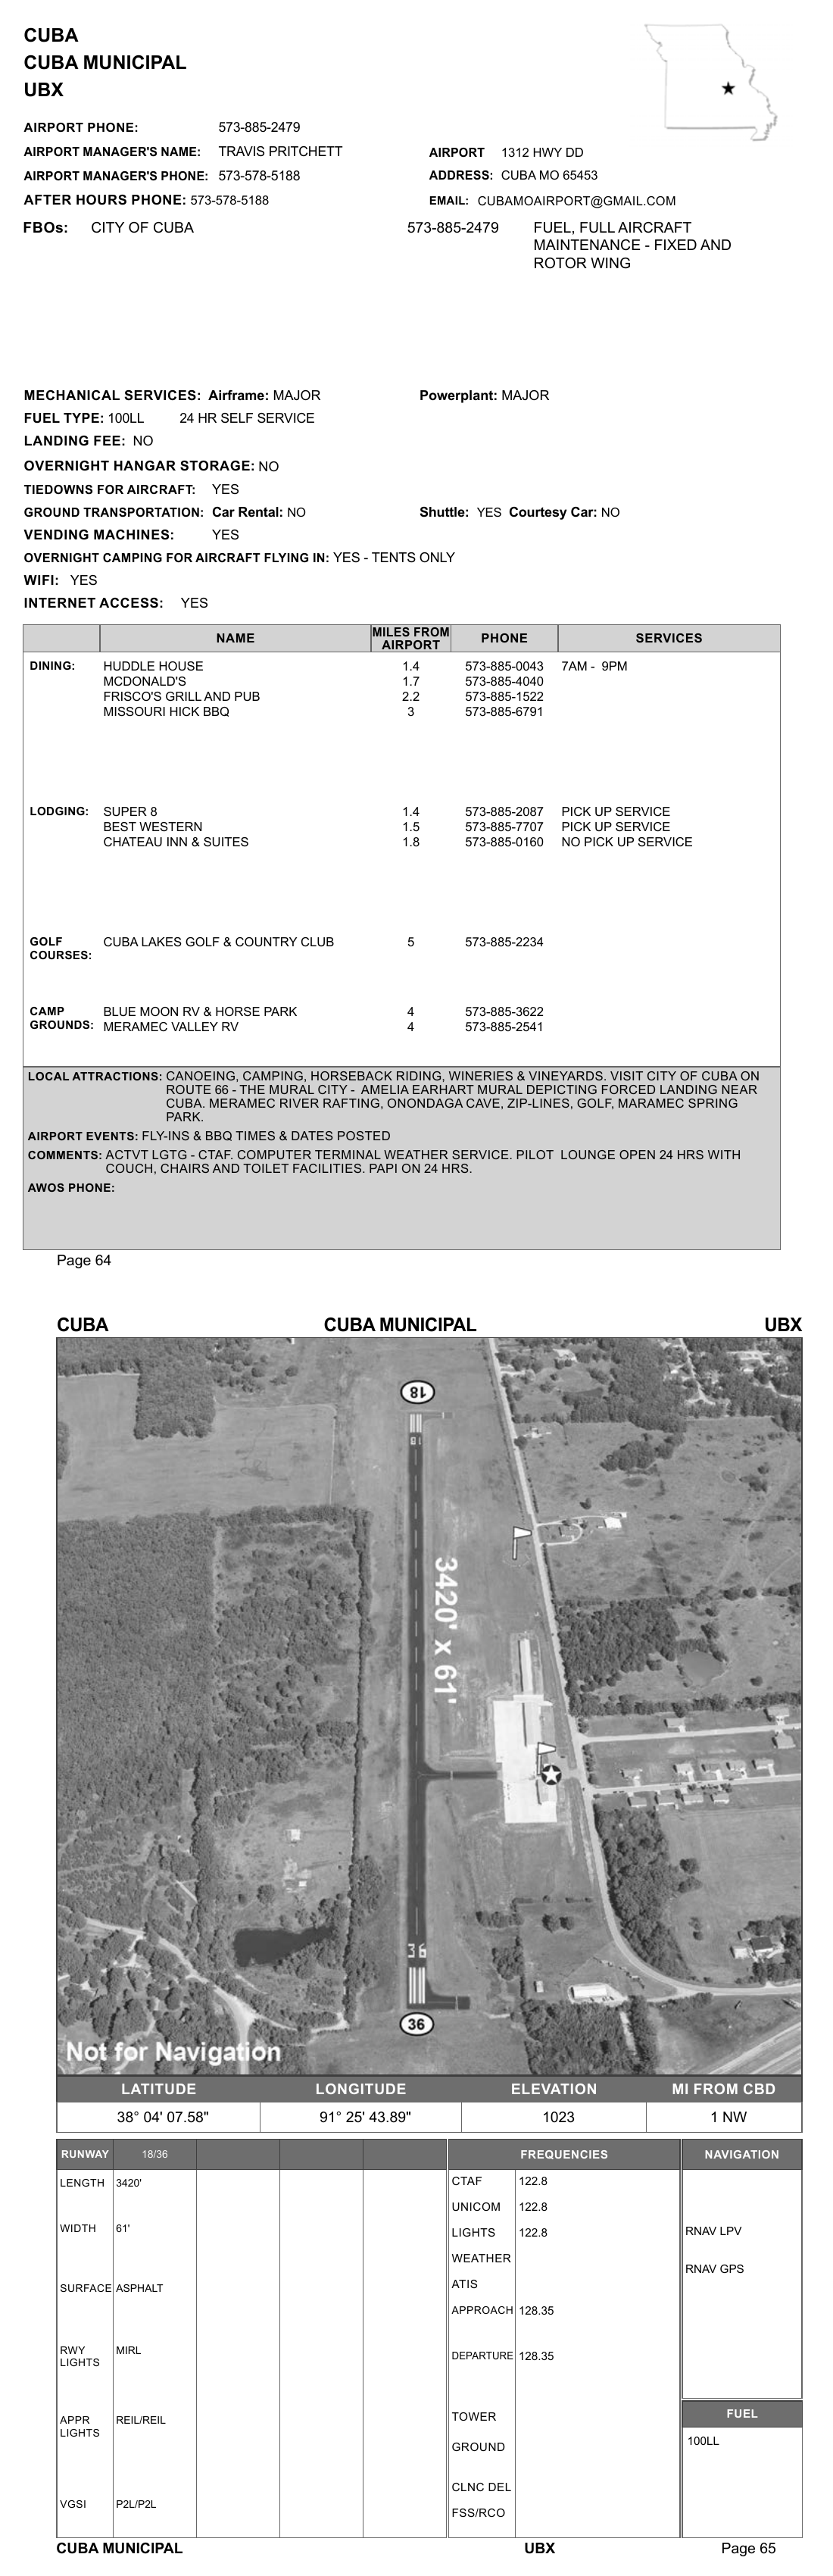 CUBA
CUBA MUNICIPAL
UBX
AIRPORT PHONE: 573-885-2479
AIRPORT MANAGER'S NAME: TRAVIS PRITCHETT
AIRPORT MANAGER'S PHONE: 573-578-5188
AFTER HOURS PHONE: 573-578-5188
AIRPORT 1312 HWY DD
ADDRESS: CUBA MO 65453
EMAIL: CUBAMOAIRPORT@GMAIL.COM
FBOs: CITY OF CUBA 573-885-2479 FUEL, FULL AIRCRAFT
MAINTENANCE - FIXED AND
ROTOR WING
MECHANICAL SERVICES: Airframe: MAJOR Powerplant: MAJOR
FUEL TYPE: 100LL 24 HR SELF SERVICE
LANDING FEE: NO
OVERNIGHT HANGAR STORAGE: NO
TIEDOWNS FOR AIRCRAFT: YES
GROUND TRANSPORTATION: Car Rental: NO Shuttle: YES Courtesy Car: NO
VENDING MACHINES: YES
OVERNIGHT CAMPING FOR AIRCRAFT FLYING IN: YES - TENTS ONLY
WIFI: YES
INTERNET ACCESS: YES
NAME MILES FROM AIRPORT PHONE SERVICES
DINING: HUDDLE HOUSE 1.4 573-885-0043 7AM - 9PM
MCDONALD'S 1.7 573-885-4040
FRISCO'S GRILL AND PUB 2.2 573-885-1522
MISSOURI HICK BBQ 3 573-885-6791
LODGING: SUPER 8 1.4 573-885-2087 PICK UP SERVICE
BEST WESTERN 1.5 573-885-7707 PICK UP SERVICE
CHATEAU INN & SUITES 1.8 573-885-0160 NO PICK UP SERVICE
GOLF COURSES: CUBA LAKES GOLF & COUNTRY CLUB 5 573-885-2234
CAMP GROUNDS: BLUE MOON RV & HORSE PARK 4 573-885-3622
MERAMEC VALLEY RV 4 573-885-2541
LOCAL ATTRACTIONS: CANOEING, CAMPING, HORSEBACK RIDING, WINERIES & VINEYARDS. VISIT CITY OF CUBA ON
ROUTE 66 - THE MURAL CITY - AMELIA EARHART MURAL DEPICTING FORCED LANDING NEAR
CUBA. MERAMEC RIVER RAFTING, ONONDAGA CAVE, ZIP-LINES, GOLF, MARAMEC SPRING
PARK.
AIRPORT EVENTS: FLY-INS & BBQ TIMES & DATES POSTED
COMMENTS: ACTVT LGTG - CTAF. COMPUTER TERMINAL WEATHER SERVICE. PILOT LOUNGE OPEN 24 HRS WITH
COUCH, CHAIRS AND TOILET FACILITIES. PAPI ON 24 HRS.
AWOS PHONE:
Page 64
CUBA CUBA MUNICIPAL UBX
18
18
3420' x 61'
36
36
Not for Navigation
LATITUDE LONGITUDE ELEVATION MI FROM CBD
38° 04' 07.58" 91° 25' 43.89" 1023 1 NW
RUNWAY 18/36
LENGTH 3420'
WIDTH 61'
SURFACE ASPHALT
RWY LIGHTS MIRL
APPR LIGHTS REIL/REIL
VGSI P2L/P2L
FREQUENCIES
CTAF 122.8
UNICOM 122.8
LIGHTS 122.8
WEATHER
ATIS
APPROACH 128.35
DEPARTURE 128.35
TOWER
GROUND
CLNC DEL
FSS/RCO
NAVIGATION
RNAV LPV
RNAV GPS
FUEL
100LL
CUBA MUNICIPAL UBX Page 65